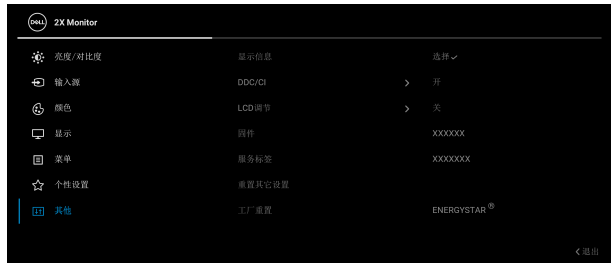 DELL 2X Monitor
亮度/对比度 显示信息 选择✓
输入源 DDC/CI > 开
颜色 LCD调节 > 关
显示 固件 XXXXXX
菜单 服务标签 XXXXXXX
个性设置 重置其它设置
其他 工厂重置 ENERGYSTAR®
<退出